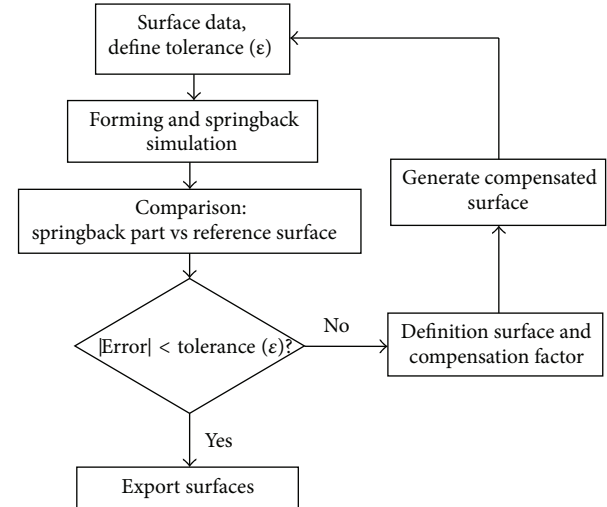 Surface data,
define tolerance (ε)
Forming and springback
simulation
Comparison:
springback part vs reference surface
|Error| < tolerance (ε)?
No
Definition surface and
compensation factor
Generate compensated
surface
Yes
Export surfaces